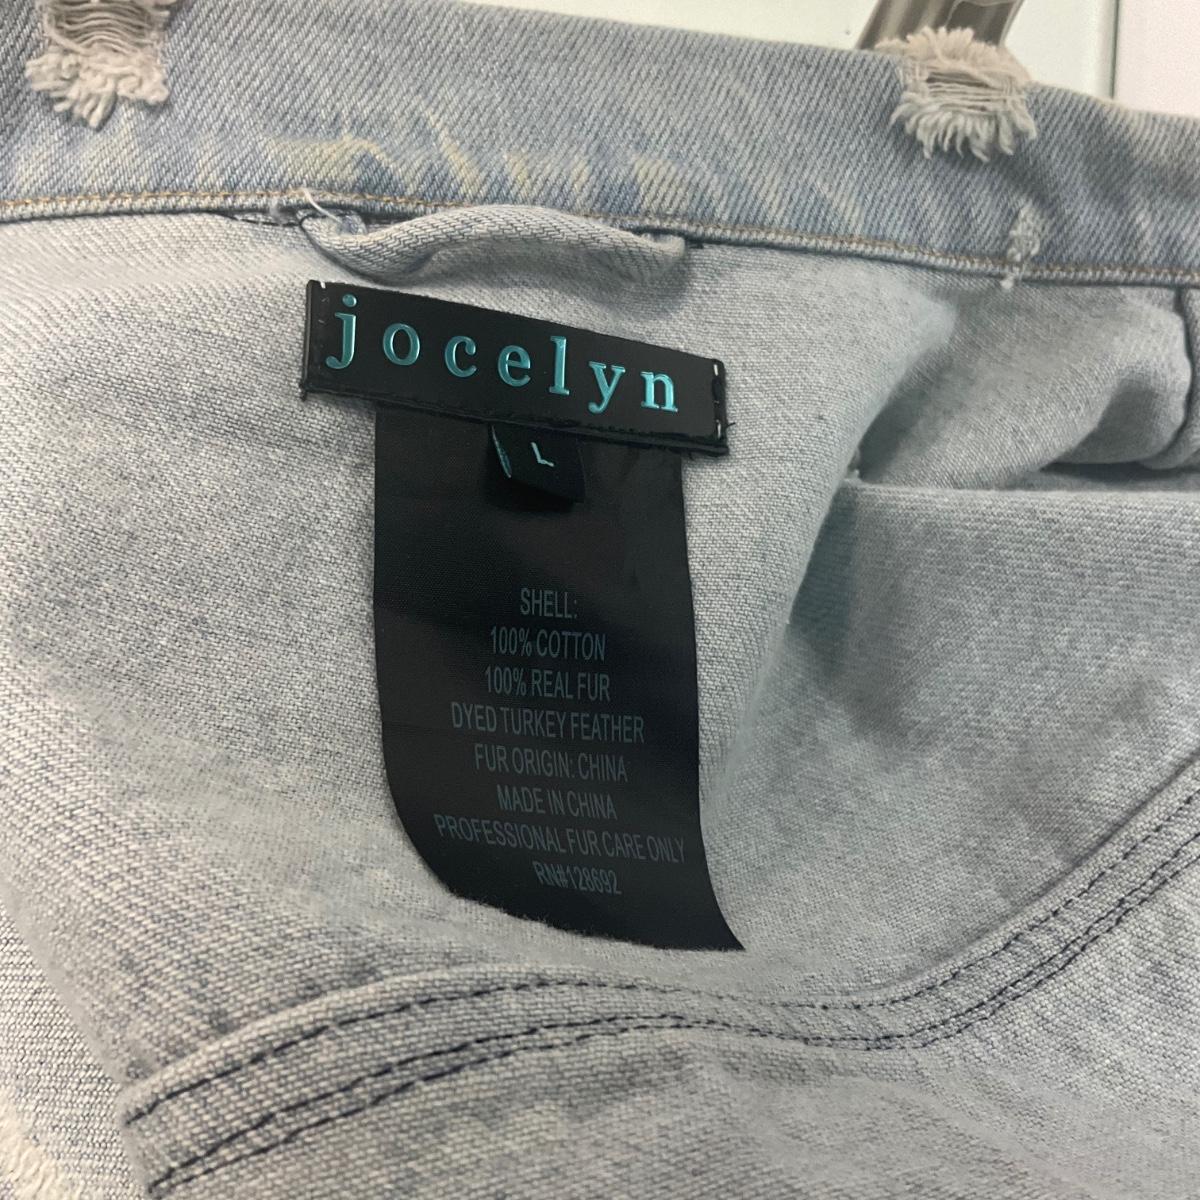 jocelyn
L
SHELL:
100% COTTON
100% REAL FUR
DYED TURKEY FEATHER
FUR ORIGIN: CHINA
MADE IN CHINA
PROFESSIONAL FUR CARE ONLY
RN#128692